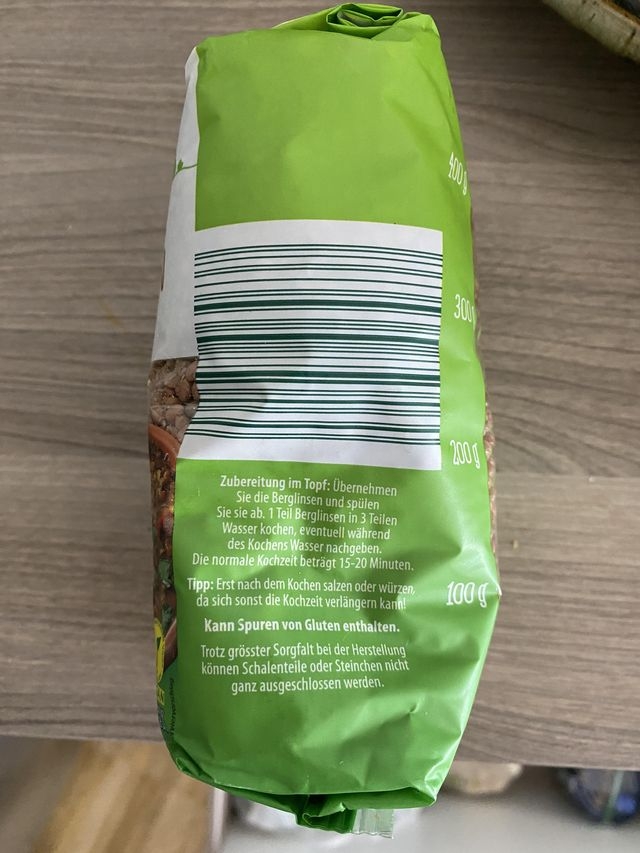 400 g
300
200 g
Zubereitung im Topf: Übernehmen
Sie die Berglinsen und spülen
Sie sie ab. 1 Teil Berglinsen in 3 Teilen
Wasser kochen, eventuell während
des Kochens Wasser nachgeben.
Die normale Kochzeit beträgt 15-20 Minuten.
Tipp: Erst nach dem Kochen salzen oder würzen,
da sich sonst die Kochzeit verlängern kann!
100 g
Kann Spuren von Gluten enthalten.
Trotz grösster Sorgfalt bei der Herstellung
können Schalenteile oder Steinchen nicht
ganz ausgeschlossen werden.